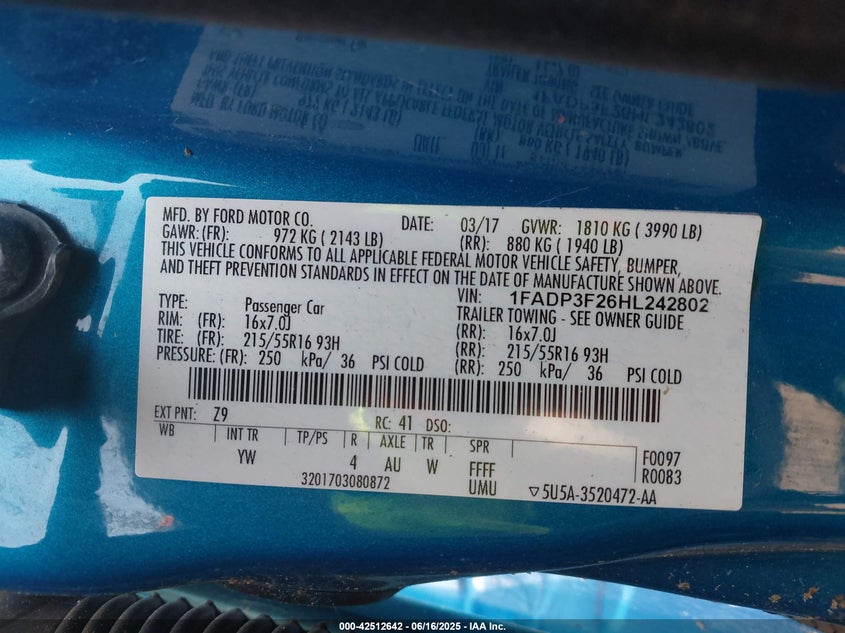 MFD. BY FORD MOTOR CO. DATE: 03/17 GVWR: 1810 KG ( 3990 LB)
GAWR: (FR): 972 KG ( 2143 LB) (RR): 880 KG ( 1940 LB)
THIS VEHICLE CONFORMS TO ALL APPLICABLE FEDERAL MOTOR VEHICLE SAFETY, BUMPER,
AND THEFT PREVENTION STANDARDS IN EFFECT ON THE DATE OF MANUFACTURE SHOWN ABOVE.
VIN: 1FADP3F26HL242802
TYPE: Passenger Car TRAILER TOWING - SEE OWNER GUIDE
RIM: (FR): 16x7.0J (RR): 16x7.0J
TIRE: (FR): 215/55R16 93H (RR): 215/55R16 93H
PRESSURE: (FR): 250 kPa/ 36 PSI COLD (RR): 250 kPa/ 36 PSI COLD
EXT PNT: Z9 RC: 41 DSO:
WB INT TR TP/PS R AXLE TR SPR F0097
YW 4 AU W FFFF R0083
3201703080872 UMU ▽5U5A-3520472-AA
000-42512642 - 06/16/2025 - IAA Inc.